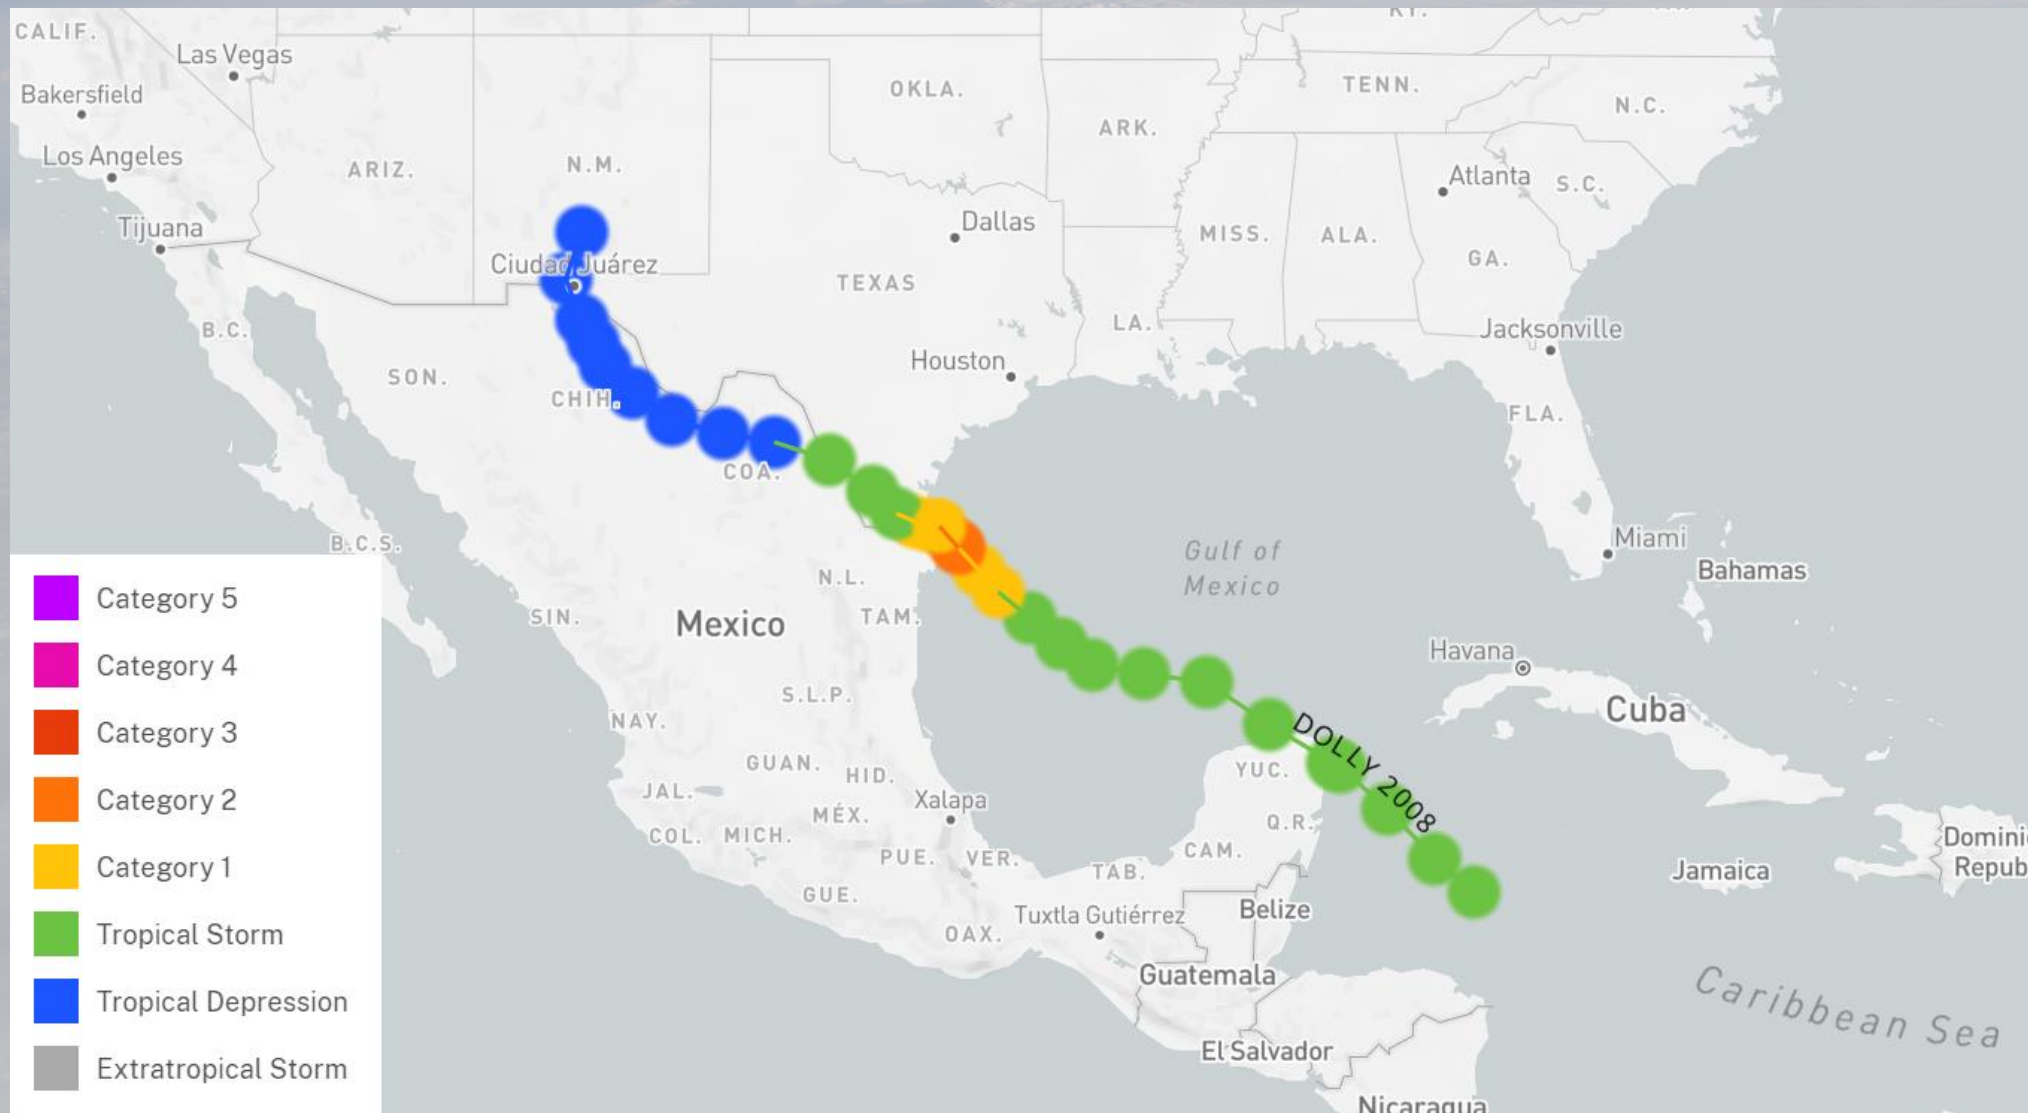 CALIF.
Las Vegas
OKLA.
TENN.
Bakersfield
N.C.
ARK.
Los Angeles
ARIZ.
N.M.
Atlanta
S.C.
Tijuana
Dallas
MISS.
ALA.
GA.
Ciudad Juárez
TEXAS
B.C.
LA.
Jacksonville
Houston
SON.
CHIH.
FLA.
COA.
B.C.S.
Gulf of
Mexico
Miami
Bahamas
N.L.
SIN.
Mexico
TAM.
Havana
Cuba
S.L.P.
NAY.
DOLLY 2008
GUAN.
HID.
YUC.
JAL.
Xalapa
MÉX.
Q.R.
COL.
MICH.
PUE.
VER.
CAM.
TAB.
Jamaica
Domini
Repub
GUE.
Tuxtla Gutiérrez
Belize
OAX.
Guatemala
Caribbean Sea
El Salvador
Nicaragua
Category 5
Category 4
Category 3
Category 2
Category 1
Tropical Storm
Tropical Depression
Extratropical Storm